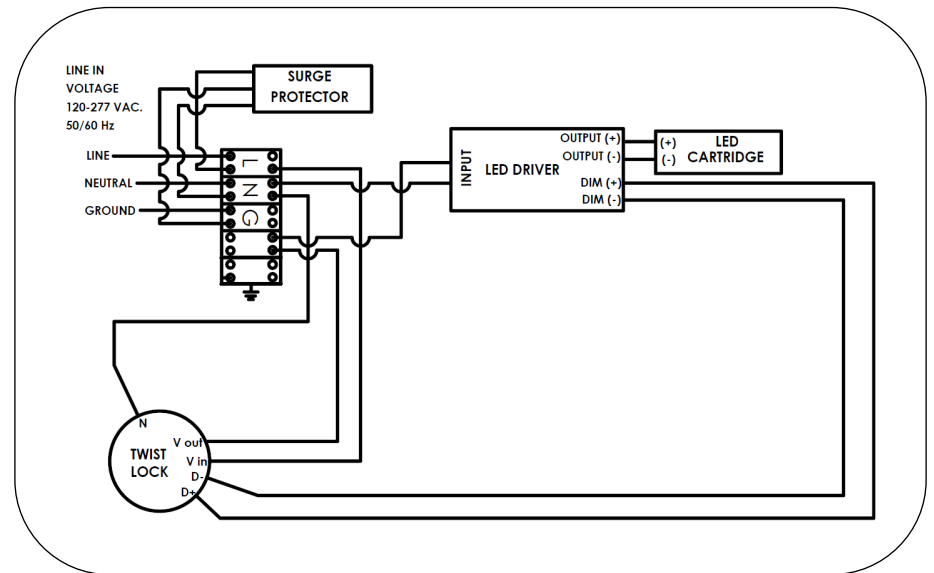 LINE IN
VOLTAGE
120-277 VAC.
50/60 Hz
SURGE
PROTECTOR
LINE
NEUTRAL
GROUND
L
N
G
INPUT
LED DRIVER
OUTPUT (+)
OUTPUT (-)
DIM (+)
DIM (-)
(+)
(-)
LED
CARTRIDGE
N
TWIST
LOCK
V out
V in
D-
D+